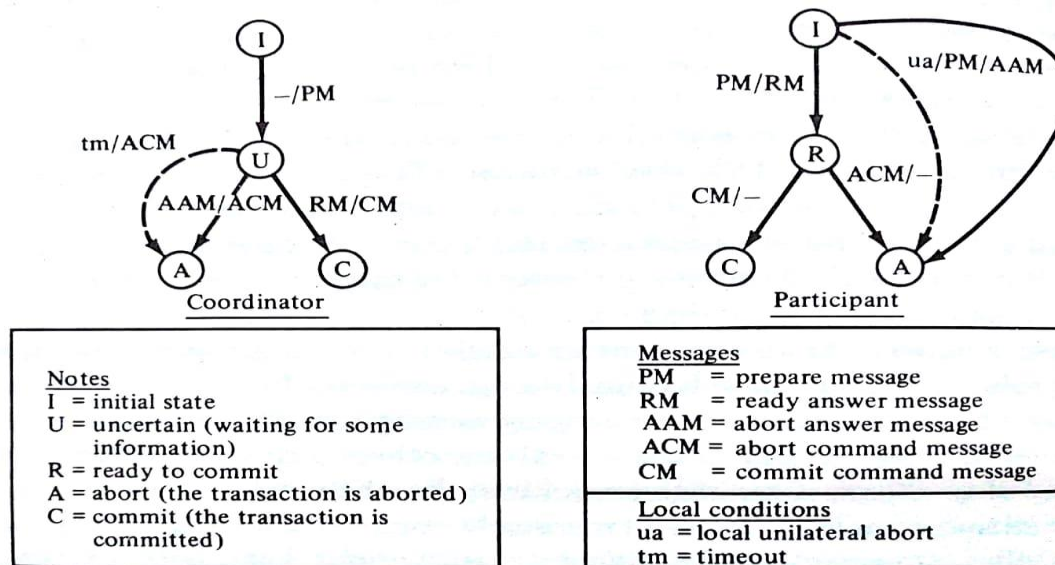 I
−/PM
tm/ACM
U
AAM/ACM
RM/CM
A
C
Coordinator
I
ua/PM/AAM
PM/RM
R
CM/−
ACM/−
C
A
Participant
Notes
I = initial state
U = uncertain (waiting for some
information)
R = ready to commit
A = abort (the transaction is aborted)
C = commit (the transaction is
committed)
Messages
PM = prepare message
RM = ready answer message
AAM = abort answer message
ACM = abort command message
CM = commit command message
Local conditions
ua = local unilateral abort
tm = timeout